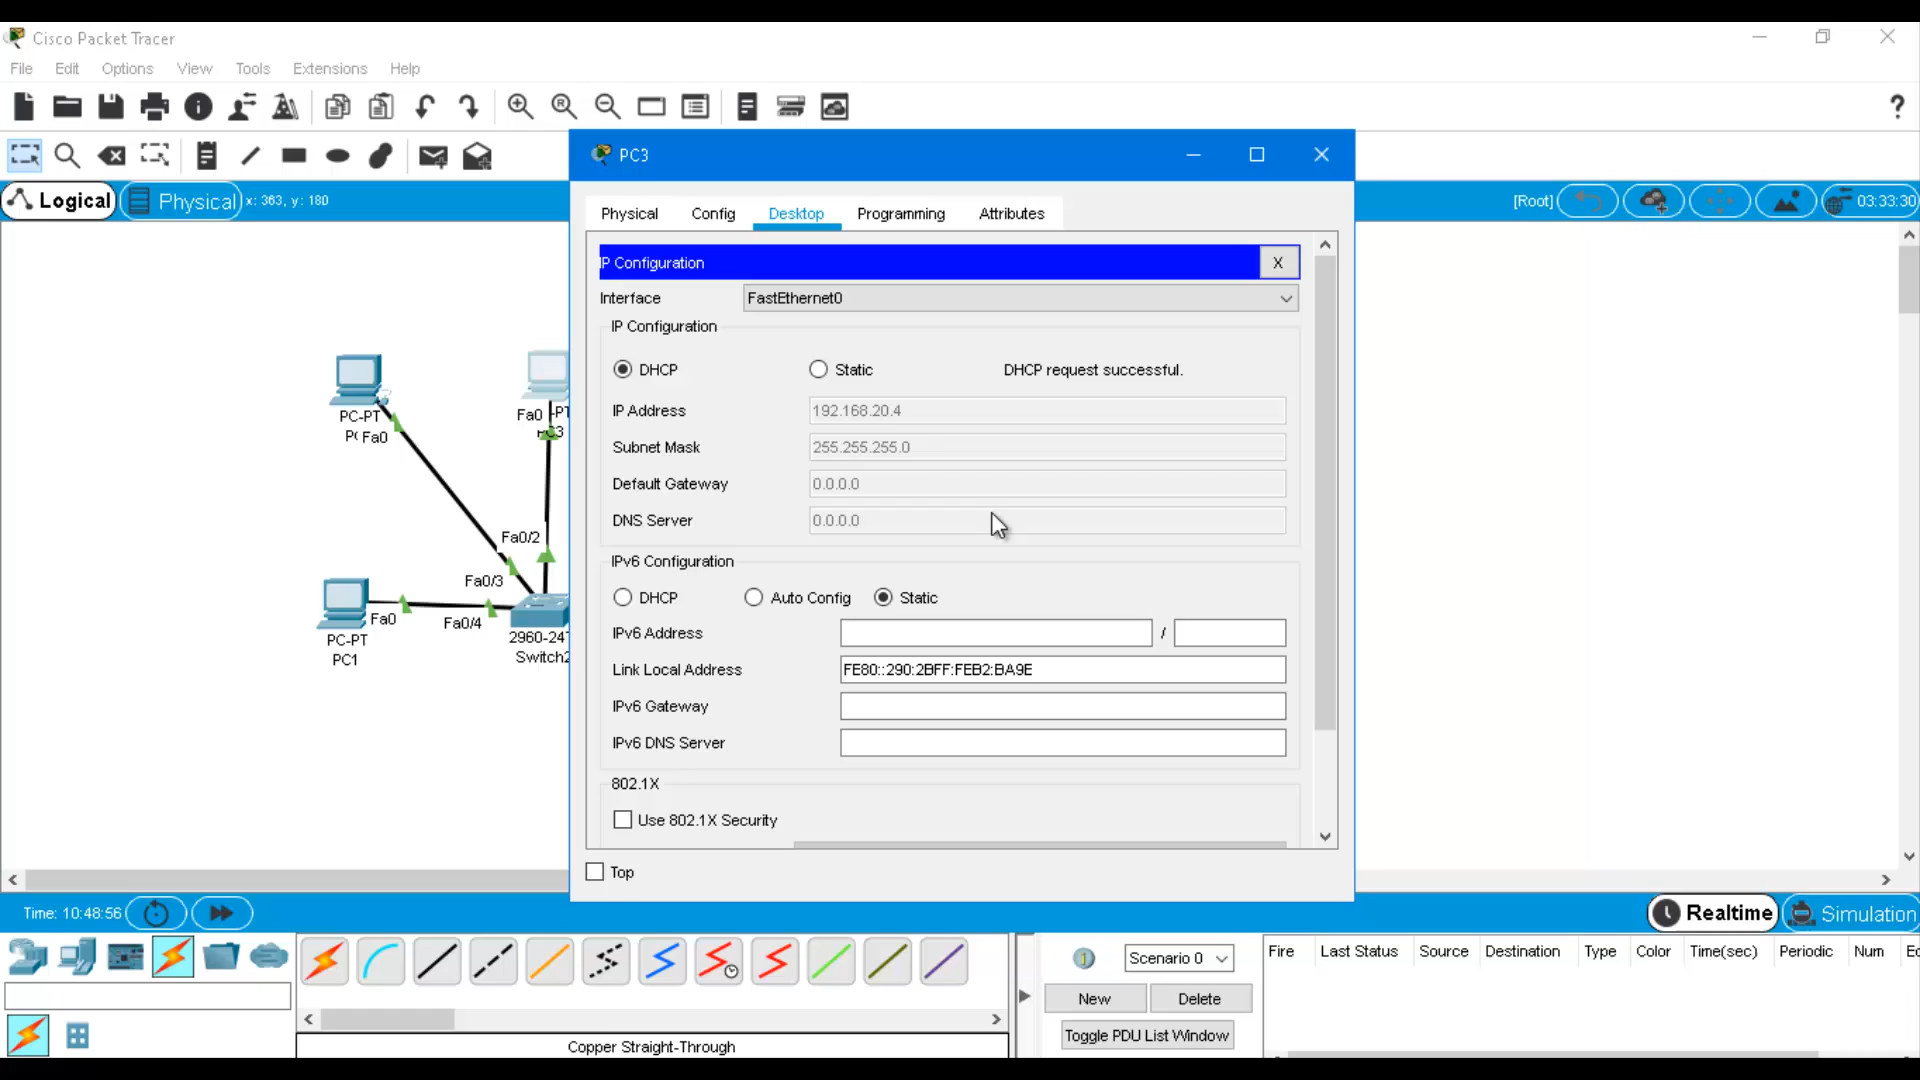 Cisco Packet Tracer
File Edit Options View Tools Extensions Help
?
PC3
Logical Physical x: 363, y: 180 [Root] 03:33:30
Physical Config Desktop Programming Attributes
IP Configuration X
Interface FastEthernet0
IP Configuration
DHCP Static DHCP request successful.
IP Address 192.168.20.4
Subnet Mask 255.255.255.0
Default Gateway 0.0.0.0
DNS Server 0.0.0.0
IPv6 Configuration
DHCP Auto Config Static
IPv6 Address /
Link Local Address FE80::290:2BFF:FEB2:BA9E
IPv6 Gateway
IPv6 DNS Server
802.1X
Use 802.1X Security
Top
PC-PT
Fa0
Fa0
Fa0/2
Fa0/3
Fa0
Fa0/4
PC-PT
PC1
2960-24
Switch2
Time: 10:48:56 Realtime Simulation
Scenario 0 Fire Last Status Source Destination Type Color Time(sec) Periodic Num
New Delete
Toggle PDU List Window
Copper Straight-Through